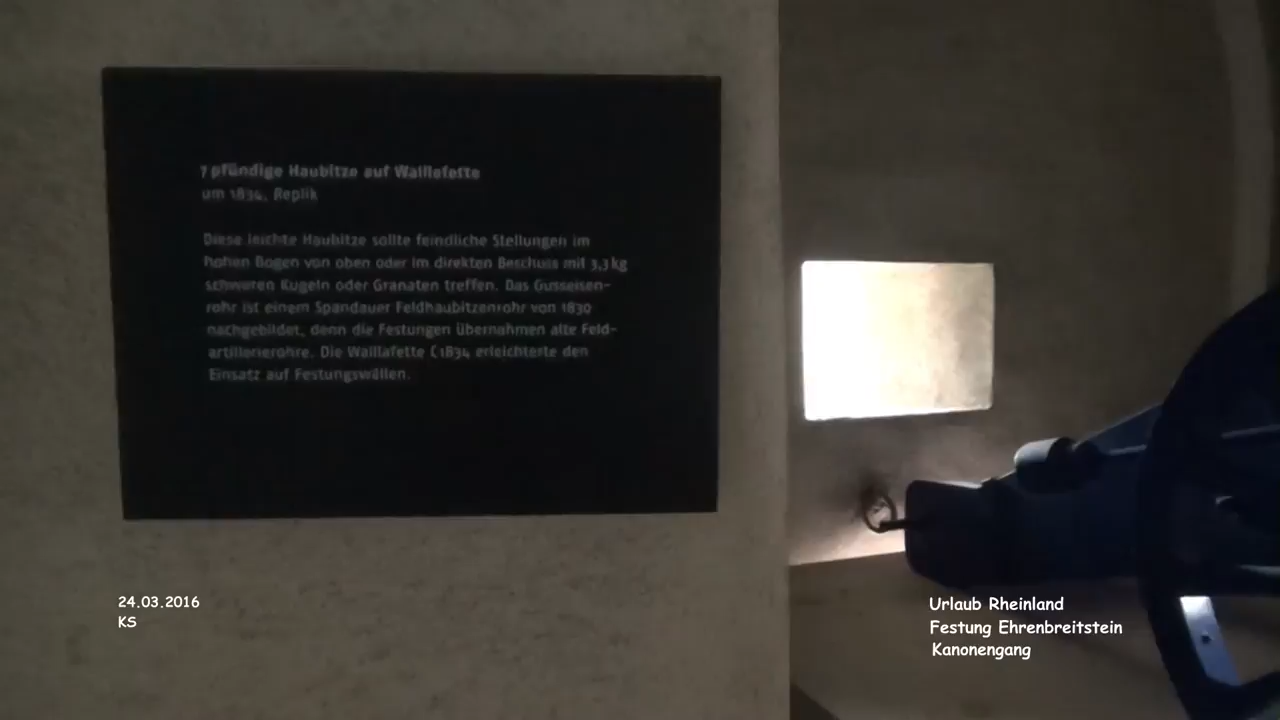 7 pfündige Haubitze auf Walllafette
um 1834, Replik
Diese leichte Haubitze sollte feindliche Stellungen im
hohen Bogen von oben oder im direkten Beschuss mit 3,3 kg
schweren Kugeln oder Granaten treffen. Das Gusseisen-
rohr ist einem Spandauer Feldhaubitzenrohr von 1830
nachgebildet, denn die Festungen übernahmen alte Feld-
artillerierohre. Die Walllafette C 1834 erleichterte den
Einsatz auf Festungswällen.
24.03.2016
KS
Urlaub Rheinland
Festung Ehrenbreitstein
Kanonengang